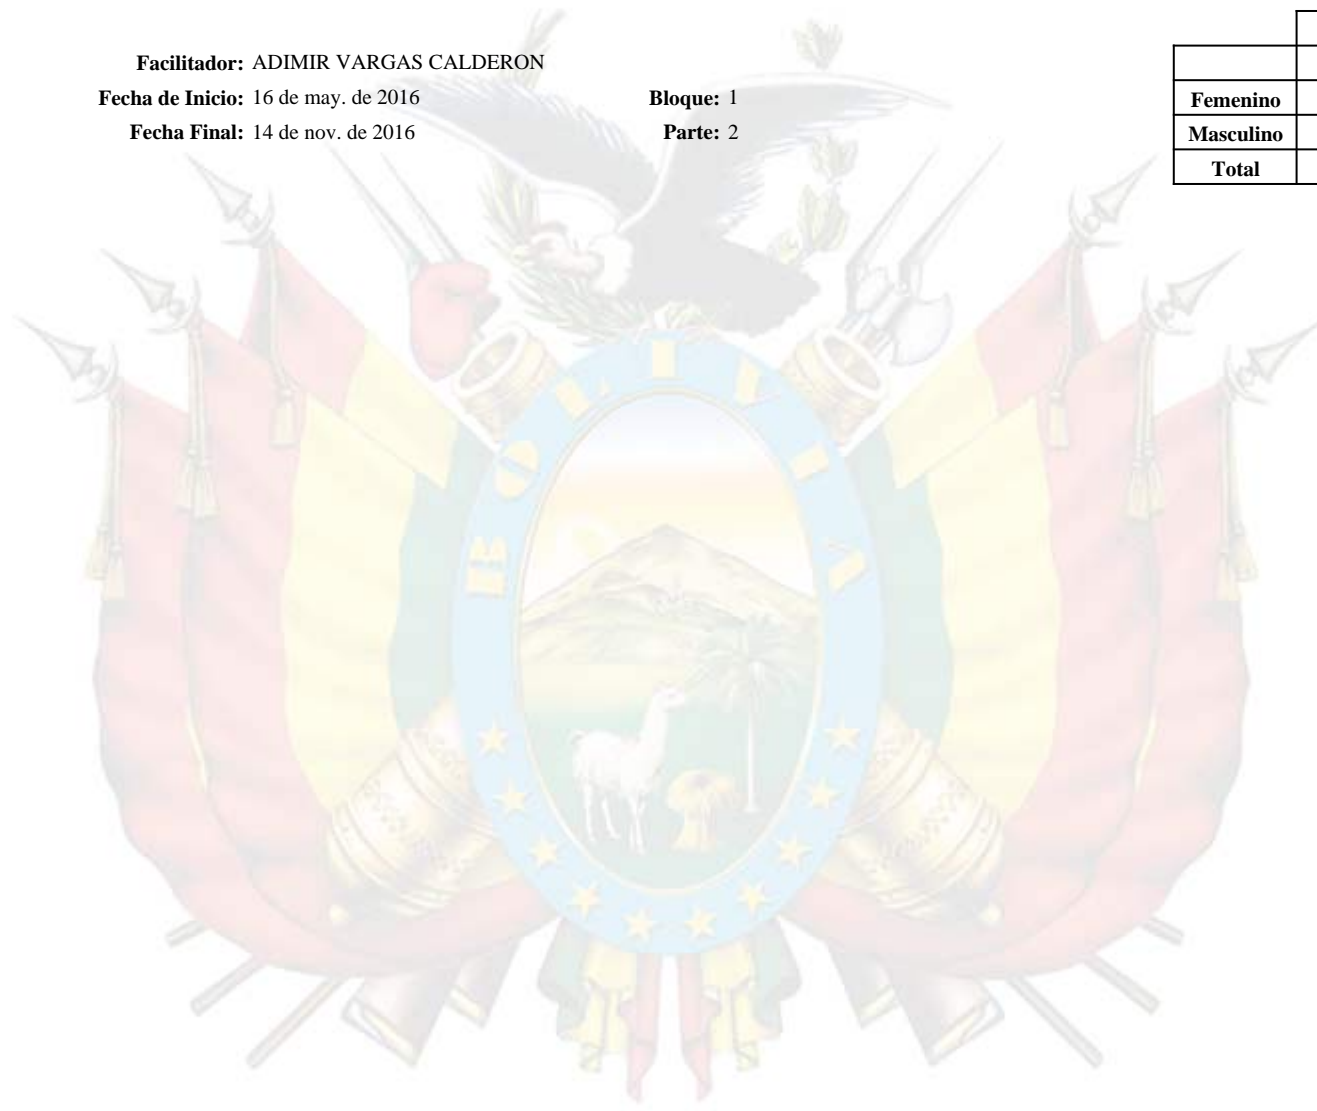 Facilitador: ADIMIR VARGAS CALDERON
Fecha de Inicio: 16 de may. de 2016 Bloque: 1
Fecha Final: 14 de nov. de 2016 Parte: 2
Femenino
Masculino
Total
BOLIVIA